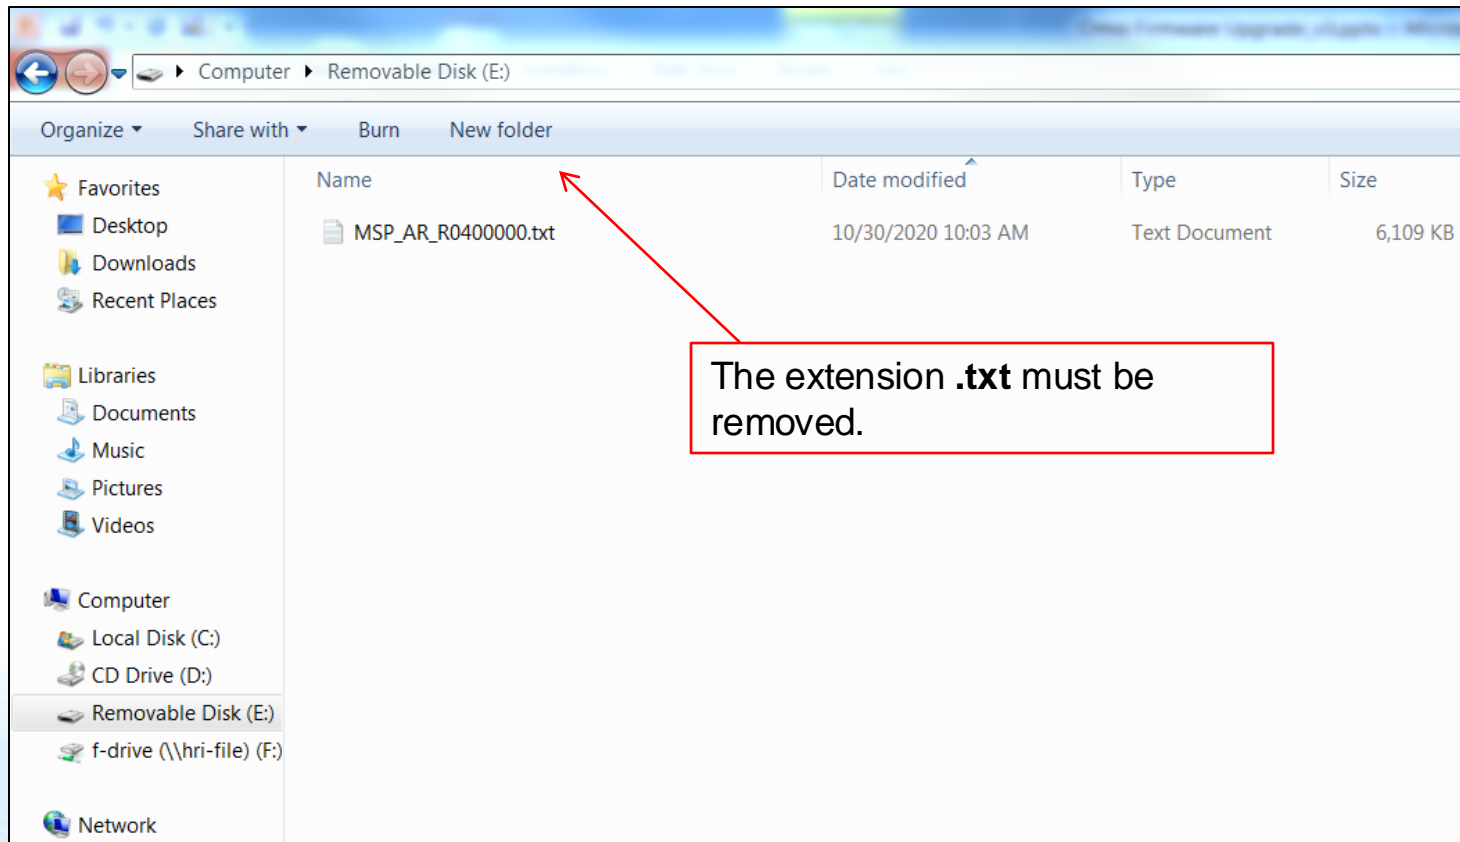 Computer Removable Disk (E:)
Organize Share with Burn New folder
Name Date modified Type Size
MSP_AR_R0400000.txt 10/30/2020 10:03 AM Text Document 6,109 KB
Favorites
Desktop
Downloads
Recent Places
Libraries
Documents
Music
Pictures
Videos
Computer
Local Disk (C:)
CD Drive (D:)
Removable Disk (E:)
f-drive (\\hri-file) (F:)
Network
The extension .txt must be
removed.